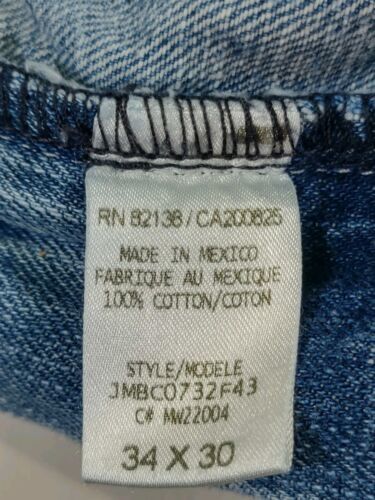 RN 82138 / CA200825
MADE IN MEXICO
FABRIQUE AU MEXIQUE
100% COTTON/COTON
STYLE/MODELE
JMBC0732F43
C# MW22004
34 X 30